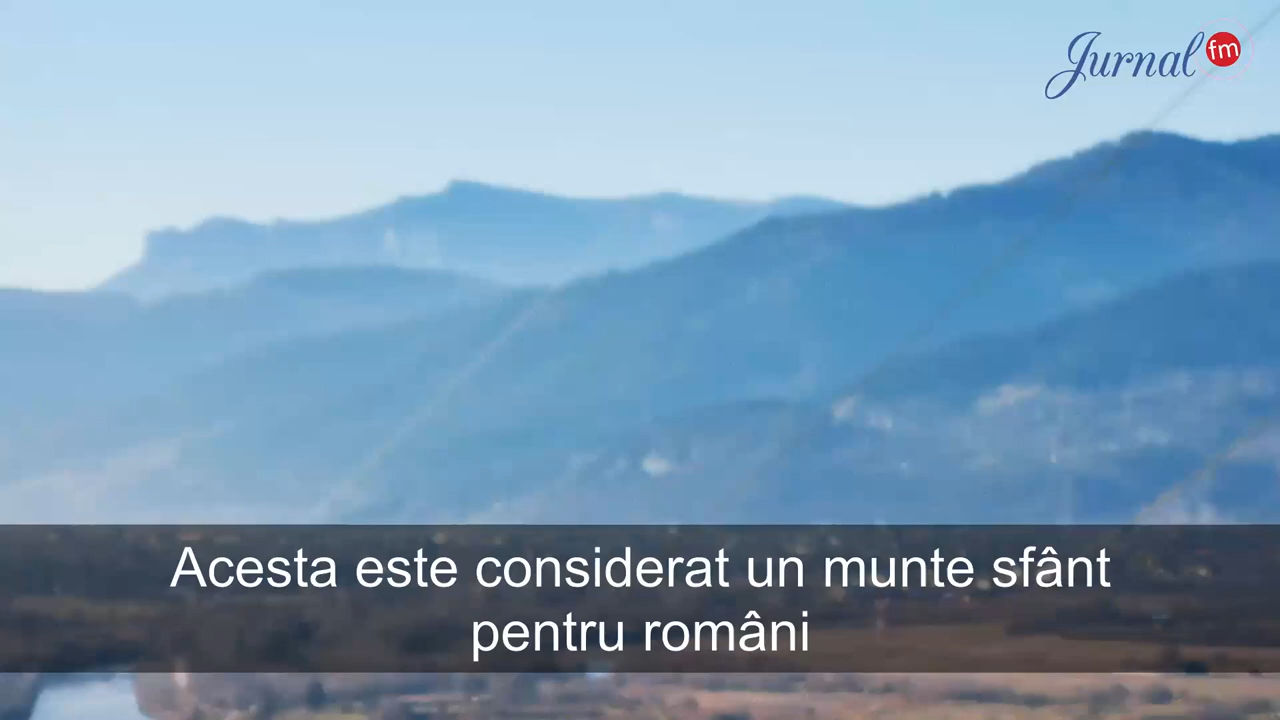 Jurnal fm
Acesta este considerat un munte sfânt
pentru români